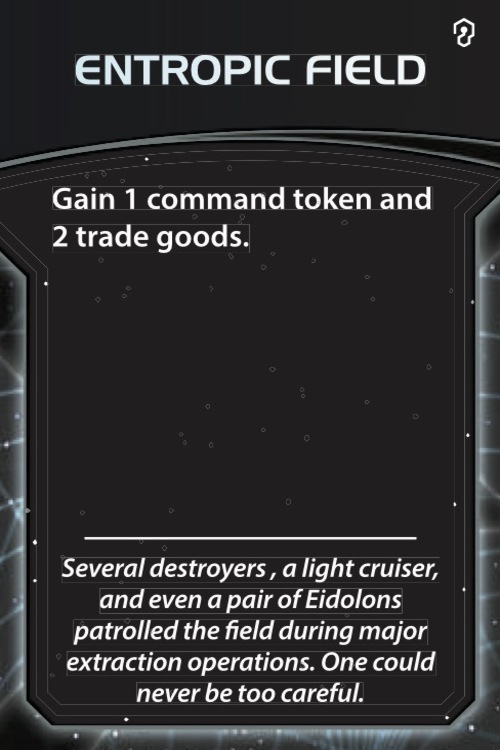 ENTROPIC FIELD
Gain 1 command token and
2 trade goods.
Several destroyers , a light cruiser,
and even a pair of Eidolons
patrolled the field during major
extraction operations. One could
never be too careful.